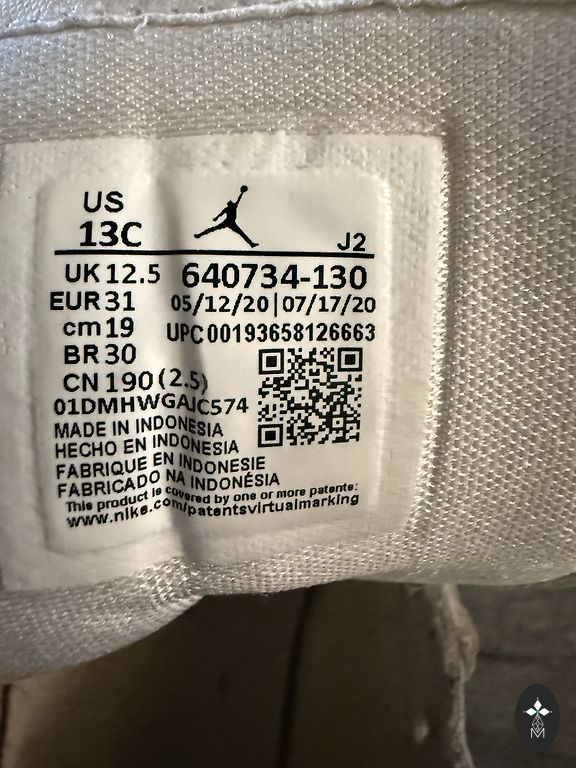 US
13C
J2
UK 12.5 640734-130
EUR 31 05/12/20|07/17/20
cm 19 UPC00193658126663
BR 30
CN 190 (2.5)
01DMHWGAJC574
MADE IN INDONESIA
HECHO EN INDONESIA
FABRIQUE EN INDONESIE
FABRICADO NA INDONÉSIA
This product is covered by one or more patents:
www.nike.com/patentsvirtualmarking
M